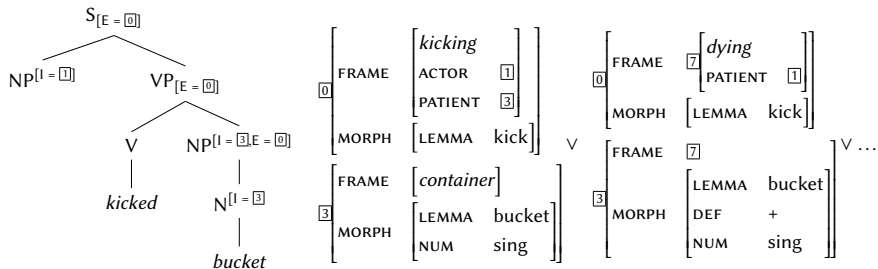 S[E = 0]
NP[I = 1] VP[E = 0]
V NP[I = 3,E = 0]
kicked N[I = 3
bucket
0 FRAME kicking
ACTOR 1
PATIENT 3
MORPH [LEMMA kick]
3 FRAME [container]
MORPH LEMMA bucket
NUM sing
∨
0 FRAME 7 dying
PATIENT 1
MORPH [LEMMA kick]
3 FRAME 7
MORPH LEMMA bucket
DEF +
NUM sing
∨ …